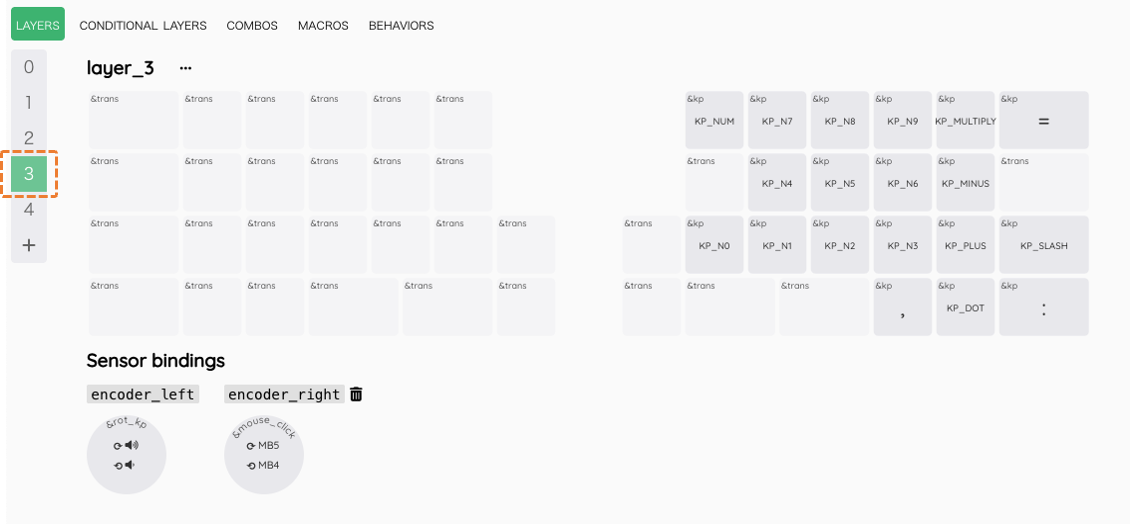 LAYERS CONDITIONAL LAYERS COMBOS MACROS BEHAVIORS
0
1
2
3
4
+
layer_3 ···
&trans &trans &trans &trans &trans &trans &kp &kp &kp &kp &kp &kp
KP_NUM KP_N7 KP_N8 KP_N9 KP_MULTIPLY =
&trans &trans &trans &trans &trans &trans &trans &kp &kp &kp &kp &trans
KP_N4 KP_N5 KP_N6 KP_MINUS
&trans &trans &trans &trans &trans &trans &trans &trans &kp &kp &kp &kp &kp &kp
KP_N0 KP_N1 KP_N2 KP_N3 KP_PLUS KP_SLASH
&trans &trans &trans &trans &trans &trans &trans &trans &trans &kp &kp &kp
, KP_DOT :
Sensor bindings
encoder_left encoder_right
&rot_kp &mouse_click
MB5
MB4